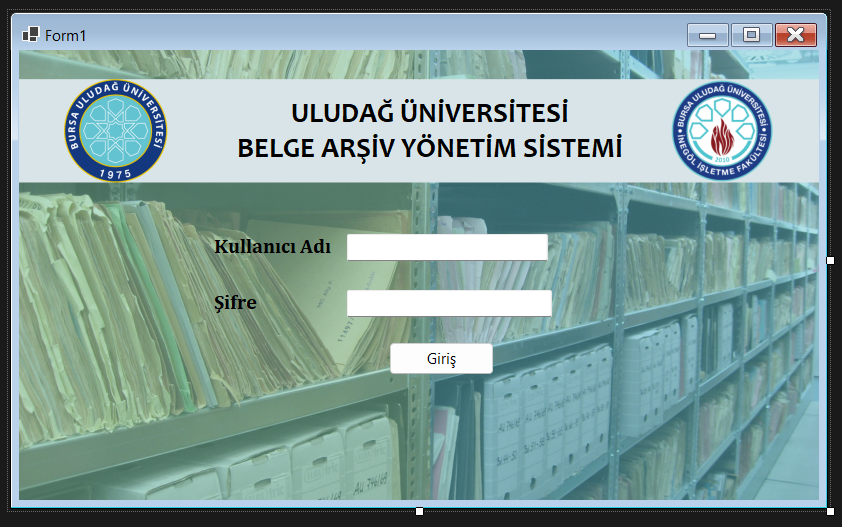 Form1
BURSA ULUDAĞ ÜNİVERSİTESİ
1975
ULUDAĞ ÜNİVERSİTESİ
BELGE ARŞİV YÖNETİM SİSTEMİ
BURSA ULUDAĞ ÜNİVERSİTESİ
2010
İNEGÖL İŞLETME FAKÜLTESİ
Kullanıcı Adı
Şifre
Giriş